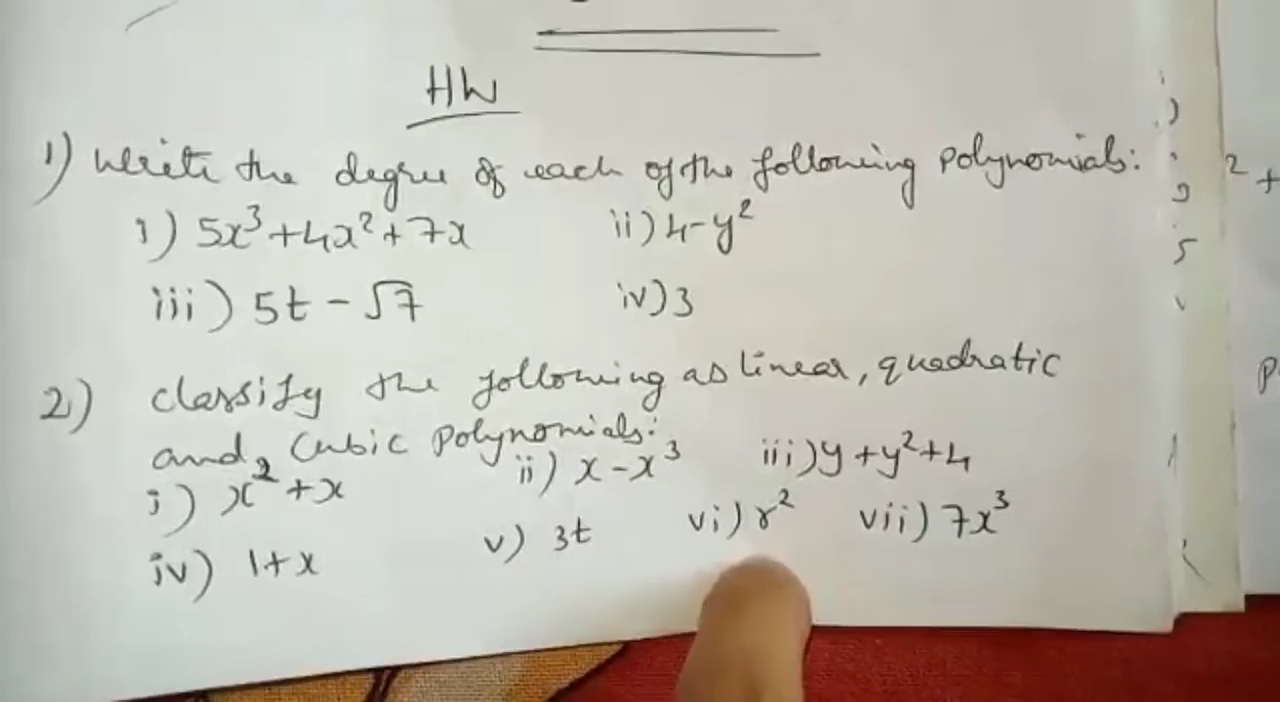 HW
1) Write the degree of each of the following polynomials:
i) 5x³+4x²+7x ii) 4-y²
iii) 5t - √7 iv) 3
2) classify the following as linear, quadratic
and cubic polynomials:
i) x²+x ii) x-x³ iii) y+y²+4
iv) 1+x v) 3t vi) r² vii) 7x³